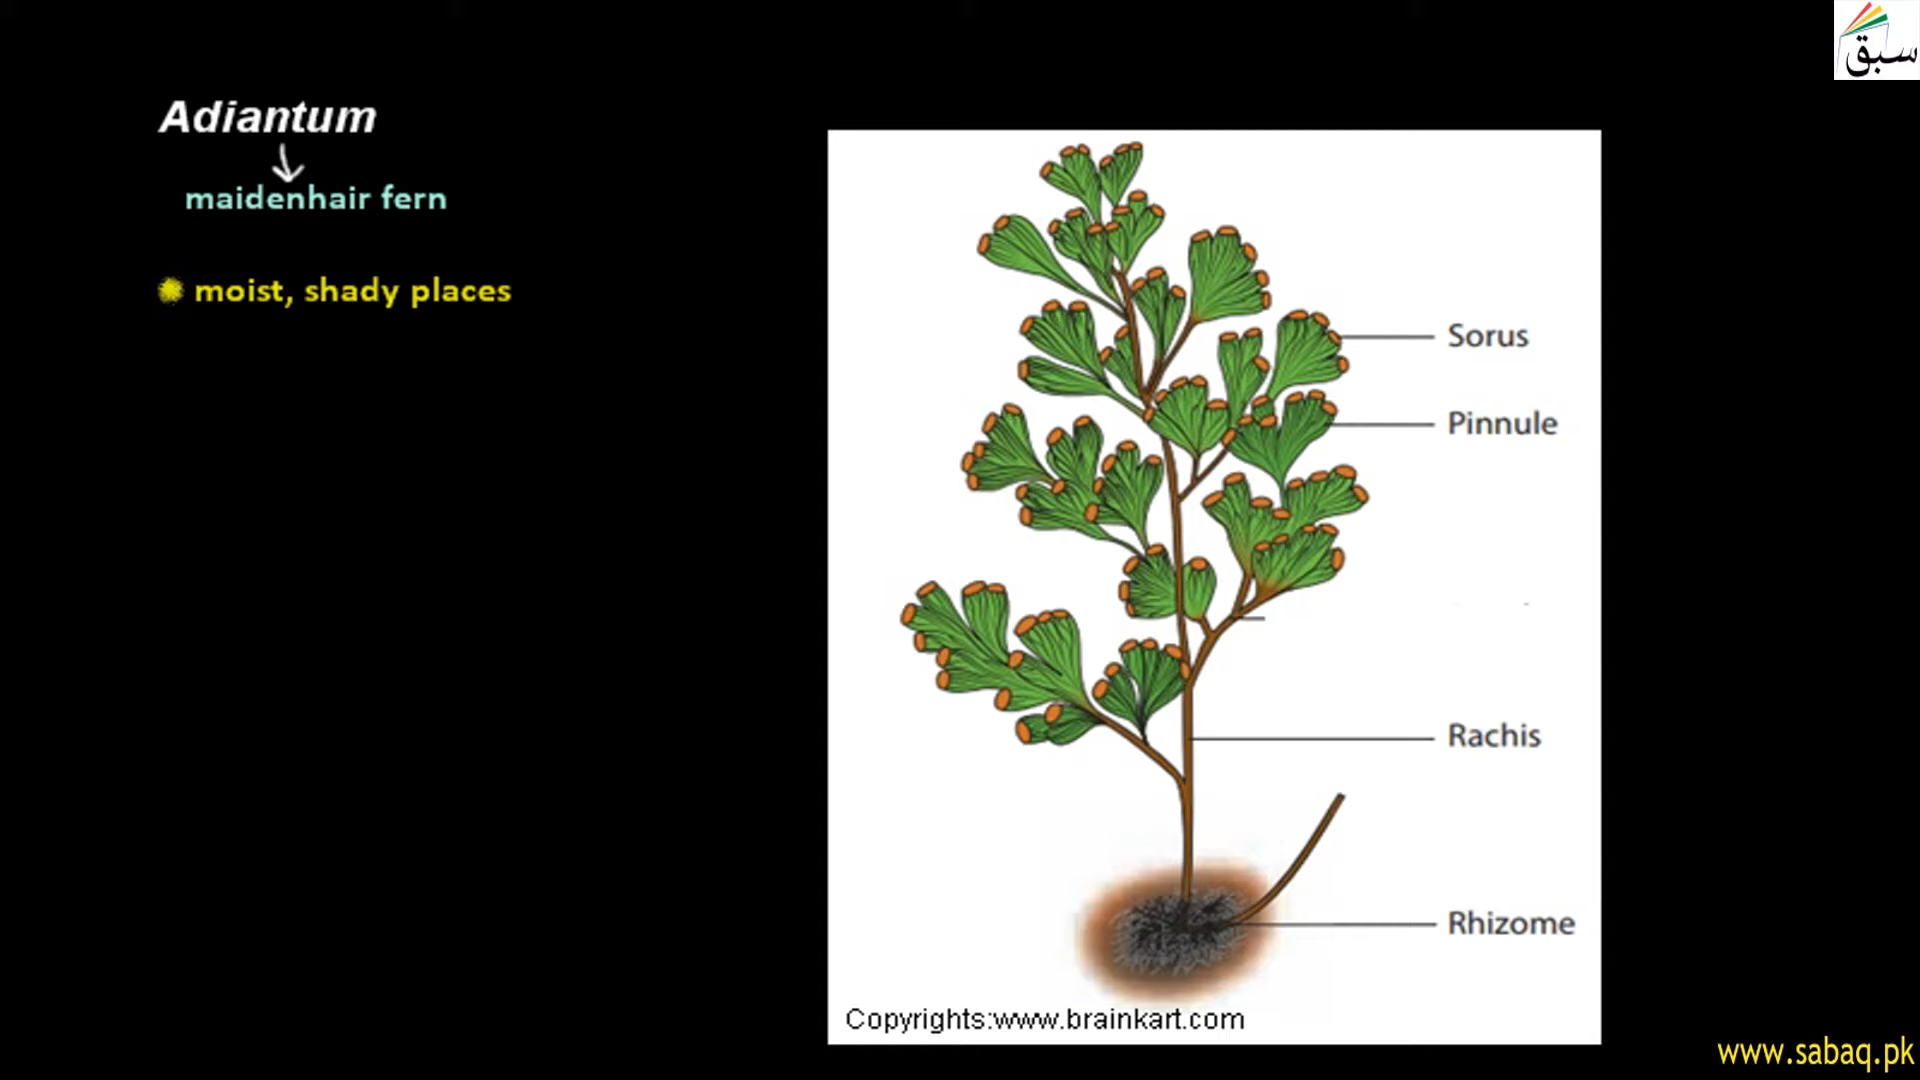 سبق
Adiantum
maidenhair fern
moist, shady places
Sorus
Pinnule
Rachis
Rhizome
Copyrights:www.brainkart.com
www.sabaq.pk